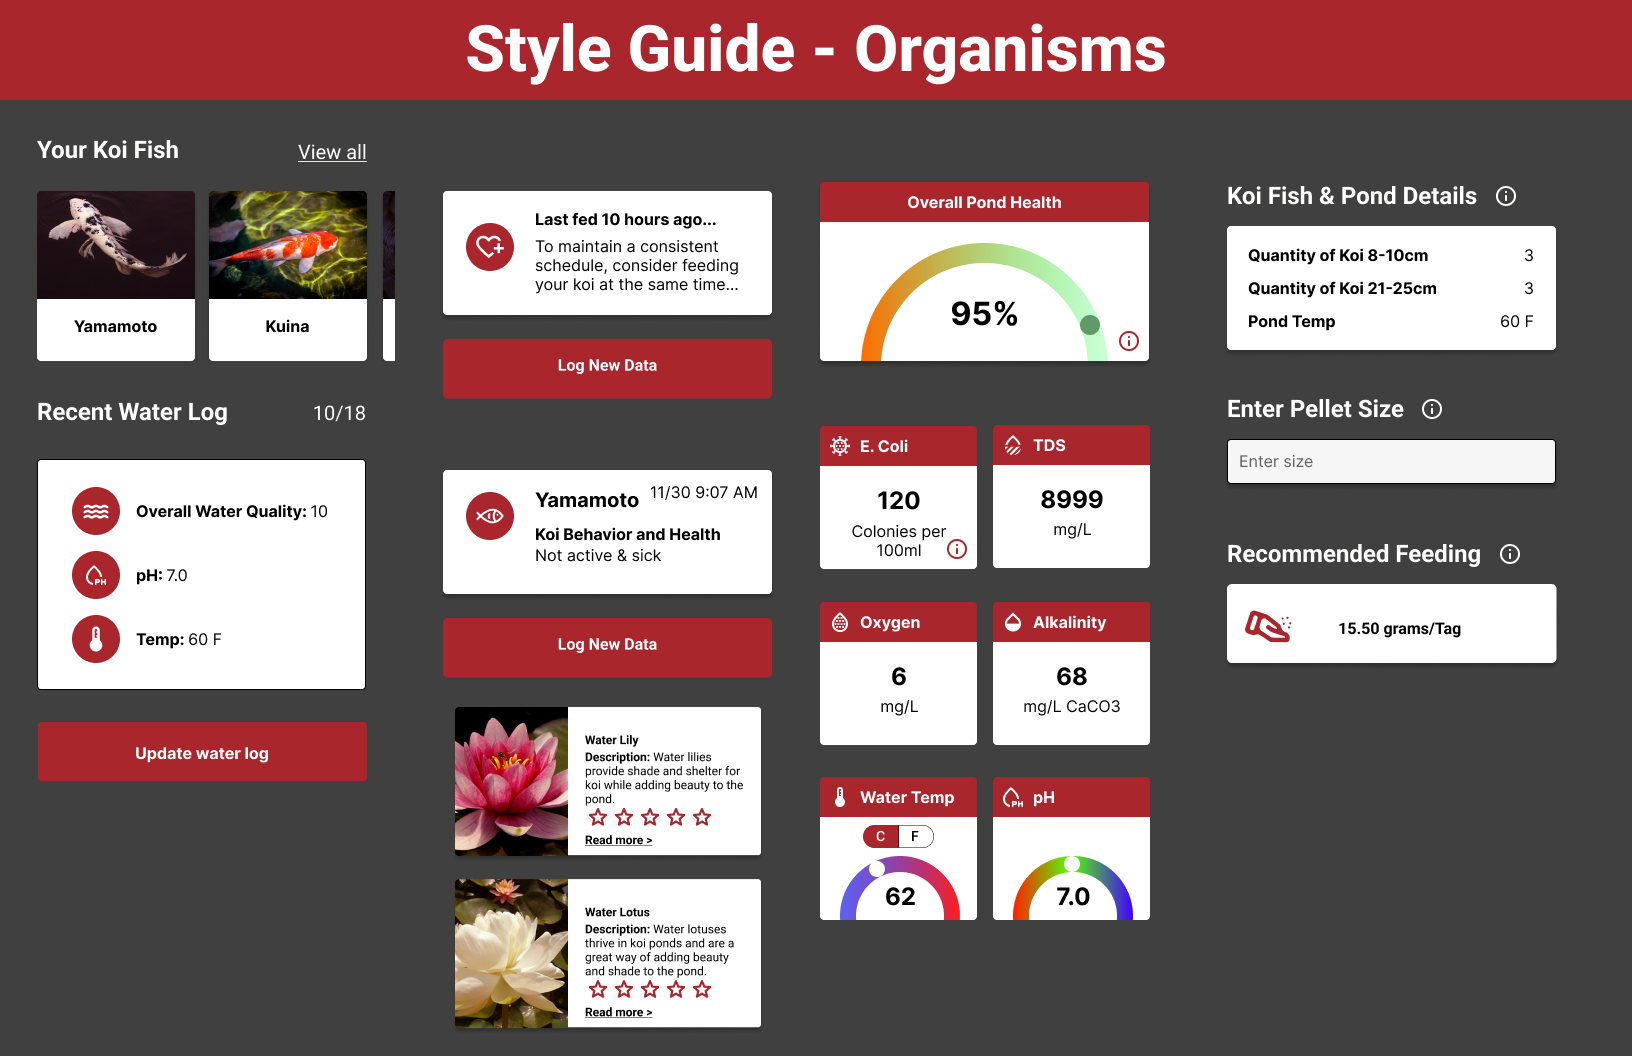 Style Guide - Organisms
Your Koi Fish
View all
Yamamoto
Kuina
Recent Water Log
10/18
Overall Water Quality: 10
PH
pH: 7.0
Temp: 60 F
Update water log
Last fed 10 hours ago...
To maintain a consistent
schedule, consider feeding
your koi at the same time...
Log New Data
Yamamoto
11/30 9:07 AM
Koi Behavior and Health
Not active & sick
Log New Data
Water Lily
Description: Water lilies
provide shade and shelter for
koi while adding beauty to the
pond.
Read more >
Water Lotus
Description: Water lotuses
thrive in koi ponds and are a
great way of adding beauty
and shade to the pond.
Read more >
Overall Pond Health
95%
E. Coli
120
Colonies per
100ml
TDS
8999
mg/L
Oxygen
6
mg/L
Alkalinity
68
mg/L CaCO3
Water Temp
C
F
62
PH
pH
7.0
Koi Fish & Pond Details
Quantity of Koi 8-10cm
3
Quantity of Koi 21-25cm
3
Pond Temp
60 F
Enter Pellet Size
Enter size
Recommended Feeding
15.50 grams/Tag